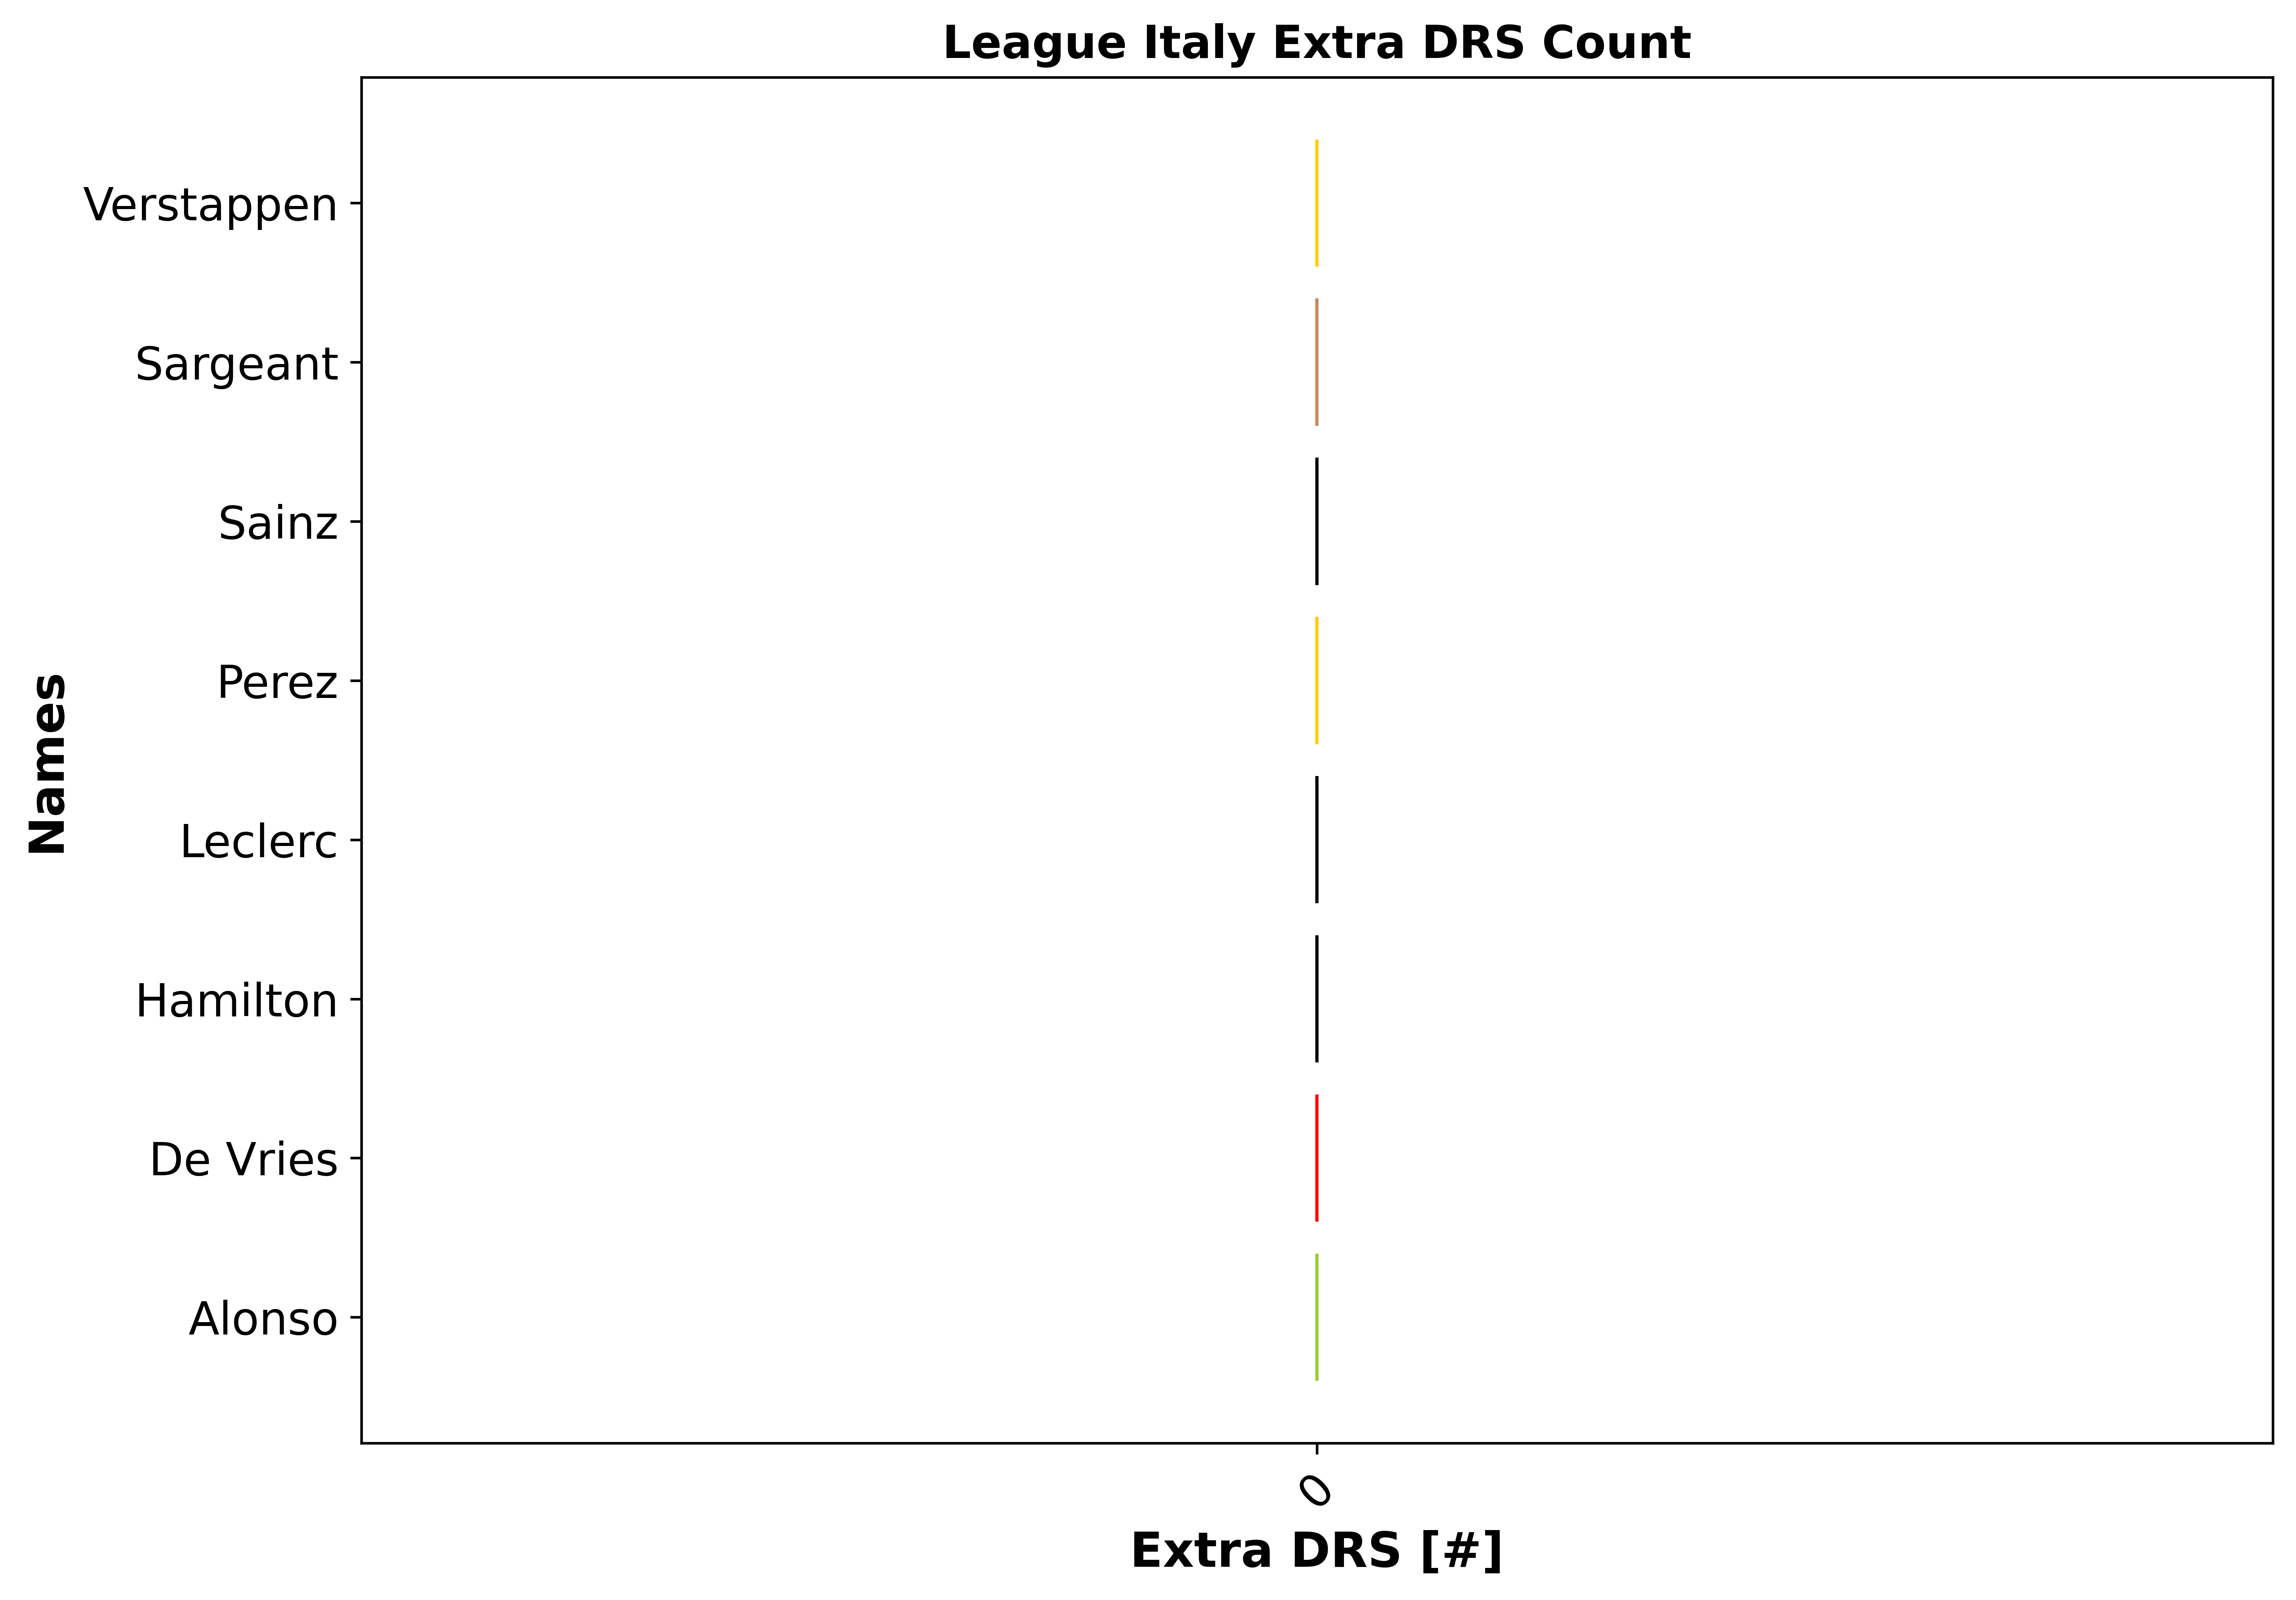 League Italy Extra DRS Count
Verstappen
Sargeant
Sainz
Perez
Leclerc
Hamilton
De Vries
Alonso
Names
0
Extra DRS [#]